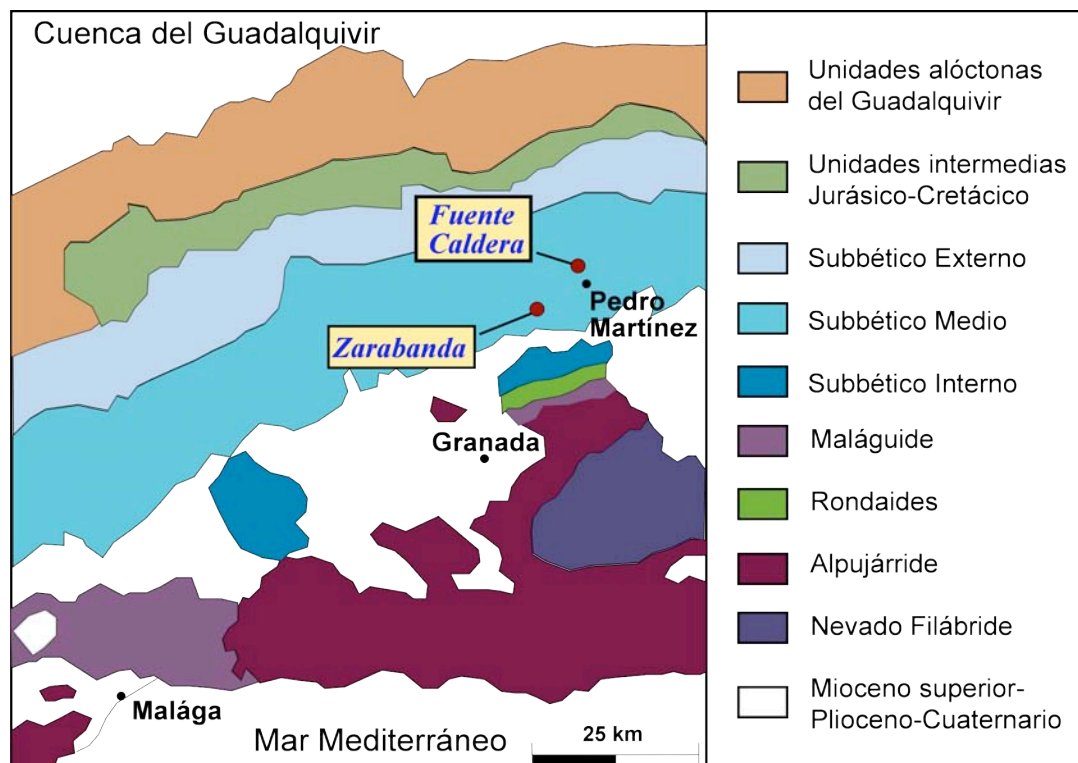 Cuenca del Guadalquivir
Fuente
Caldera
Pedro
Martínez
Zarabanda
Granada
Malága
Mar Mediterráneo
25 km
Unidades alóctonas
del Guadalquivir
Unidades intermedias
Jurásico-Cretácico
Subbético Externo
Subbético Medio
Subbético Interno
Maláguide
Rondaides
Alpujárride
Nevado Filábride
Mioceno superior-
Plioceno-Cuaternario